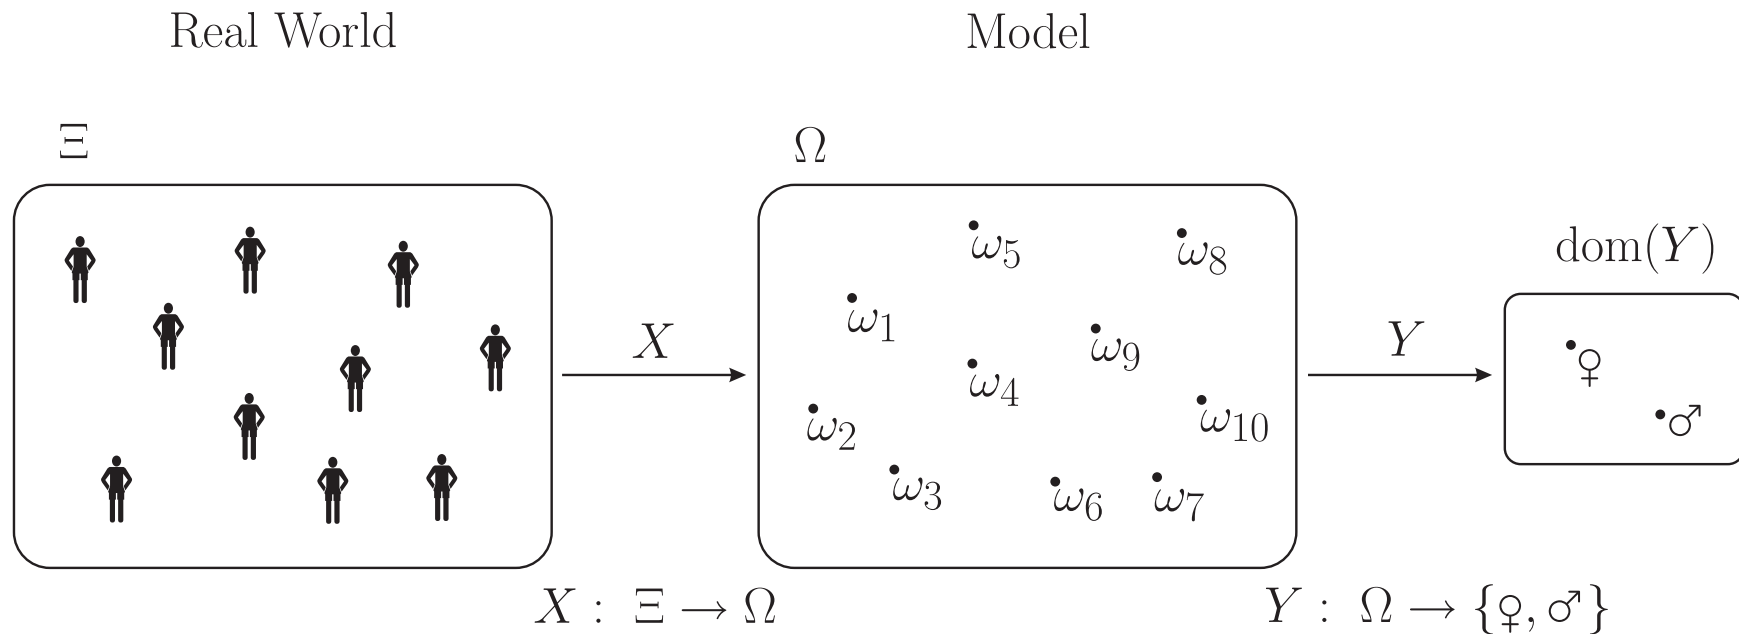 Real World
Model
Ξ
Ω
dom(Y)
ω5
ω8
ω1
ω9
X
Y
ω4
ω2
ω10
ω3
ω6
ω7
♀
♂
X : Ξ → Ω
Y : Ω → {♀, ♂}